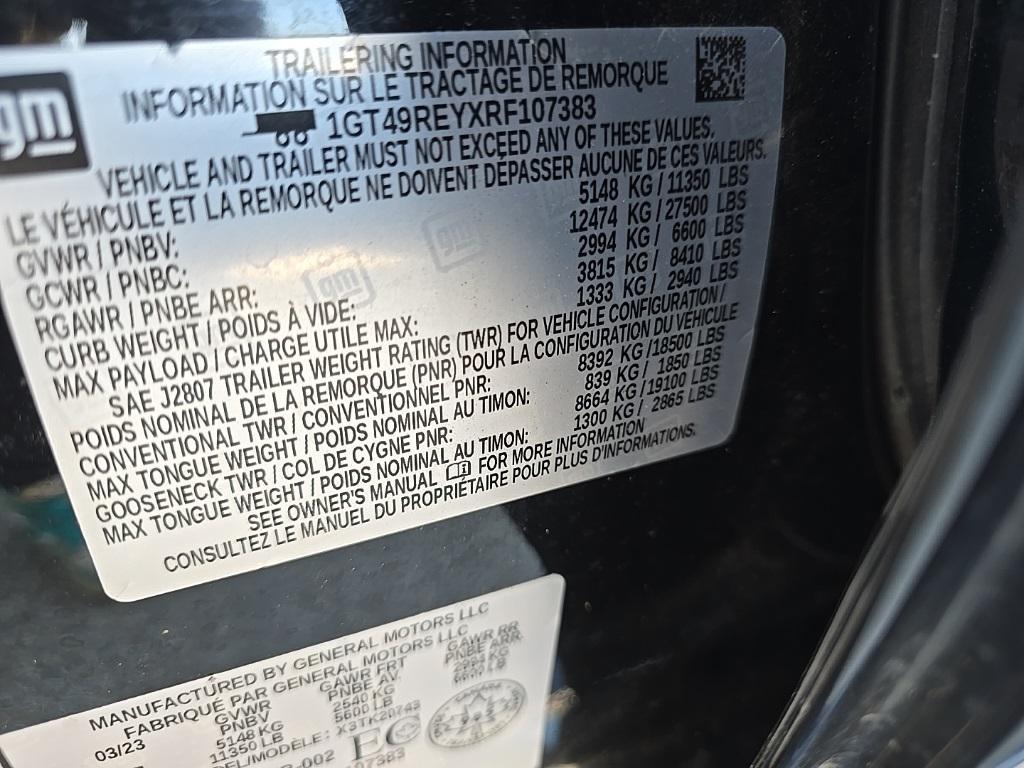 gm
TRAILERING INFORMATION
INFORMATION SUR LE TRACTAGE DE REMORQUE
1GT49REYXRF107383
VEHICLE AND TRAILER MUST NOT EXCEED ANY OF THESE VALUES.
LE VÉHICULE ET LA REMORQUE NE DOIVENT DÉPASSER AUCUNE DE CES VALEURS.
GVWR / PNBV: 5148 KG / 11350 LBS
GCWR / PNBC: 12474 KG / 27500 LBS
RGAWR / PNBE ARR: 2994 KG / 6600 LBS
CURB WEIGHT / POIDS À VIDE: 3815 KG / 8410 LBS
MAX PAYLOAD / CHARGE UTILE MAX: 1333 KG / 2940 LBS
SAE J2807 TRAILER WEIGHT RATING (TWR) FOR VEHICLE CONFIGURATION /
POIDS NOMINAL DE LA REMORQUE (PNR) POUR LA CONFIGURATION DU VÉHICULE
CONVENTIONAL TWR / CONVENTIONNEL PNR: 8392 KG / 18500 LBS
MAX TONGUE WEIGHT / POIDS NOMINAL AU TIMON: 839 KG / 1850 LBS
GOOSENECK TWR / COL DE CYGNE PNR: 8664 KG / 19100 LBS
MAX TONGUE WEIGHT / POIDS NOMINAL AU TIMON: 1300 KG / 2865 LBS
SEE OWNER'S MANUAL FOR MORE INFORMATION
CONSULTEZ LE MANUEL DU PROPRIÉTAIRE POUR PLUS D'INFORMATIONS.
MANUFACTURED BY GENERAL MOTORS LLC
FABRIQUÉ PAR GENERAL MOTORS LLC
03/23 GVWR GAWR FRT GAWR RR
PNBV PNBE AV. PNBE ARR.
5148 KG 2540 KG 2994 KG
11350 LB 5600 LB 6600 LB
MODÈLE: X3TK20743
-002
107383